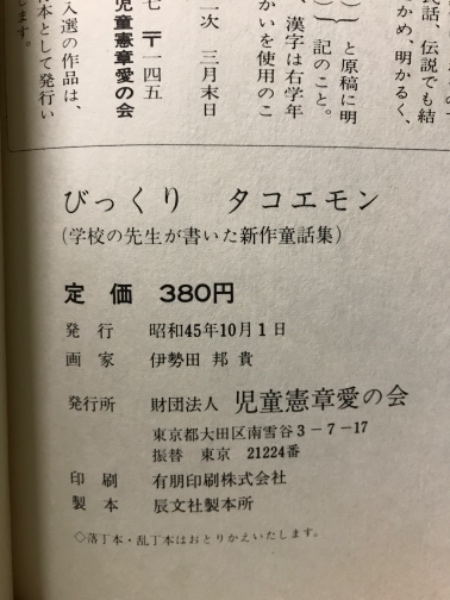 民話、伝説でも結
かめ、明かるく、
と原稿に明
記のこと。
、漢字は右学年
かいを使用のこ
二次　三月末日
七　〒一四五
児童憲章愛の会
入選の作品は、
本として発行い
します。
びっくり　タコエモン
(学校の先生が書いた新作童話集)
定価　380円
発行　昭和45年10月1日
画家　伊勢田　邦貴
発行所　財団法人　児童憲章愛の会
東京都大田区南雪谷3-7-17
振替　東京　21224番
印刷　有朋印刷株式会社
製本　辰文社製本所
◇落丁本・乱丁本はおとりかえいたします。